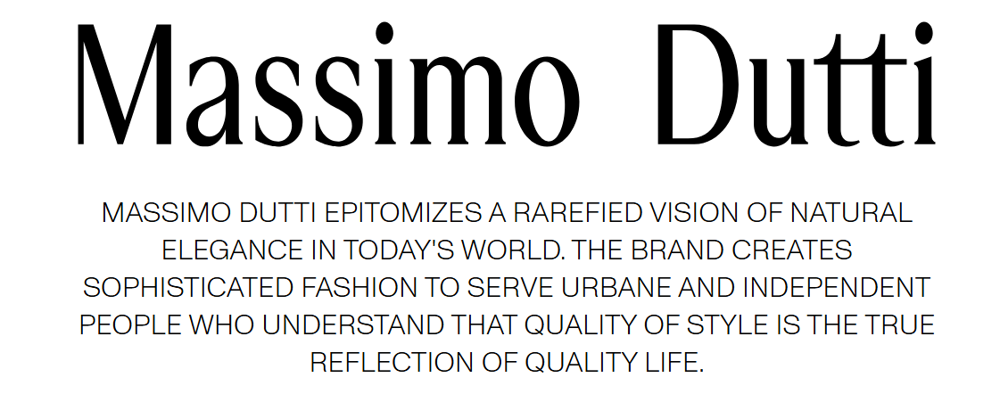 Massimo Dutti
MASSIMO DUTTI EPITOMIZES A RAREFIED VISION OF NATURAL
ELEGANCE IN TODAY'S WORLD. THE BRAND CREATES
SOPHISTICATED FASHION TO SERVE URBANE AND INDEPENDENT
PEOPLE WHO UNDERSTAND THAT QUALITY OF STYLE IS THE TRUE
REFLECTION OF QUALITY LIFE.